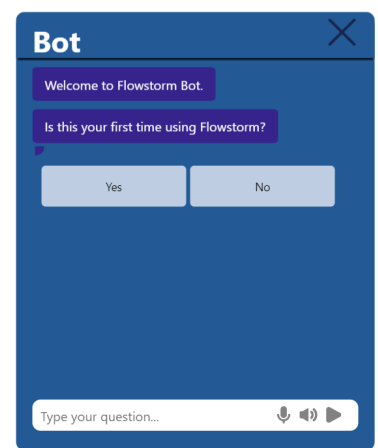 Bot
Welcome to Flowstorm Bot.
Is this your first time using Flowstorm?
Yes No
Type your question...